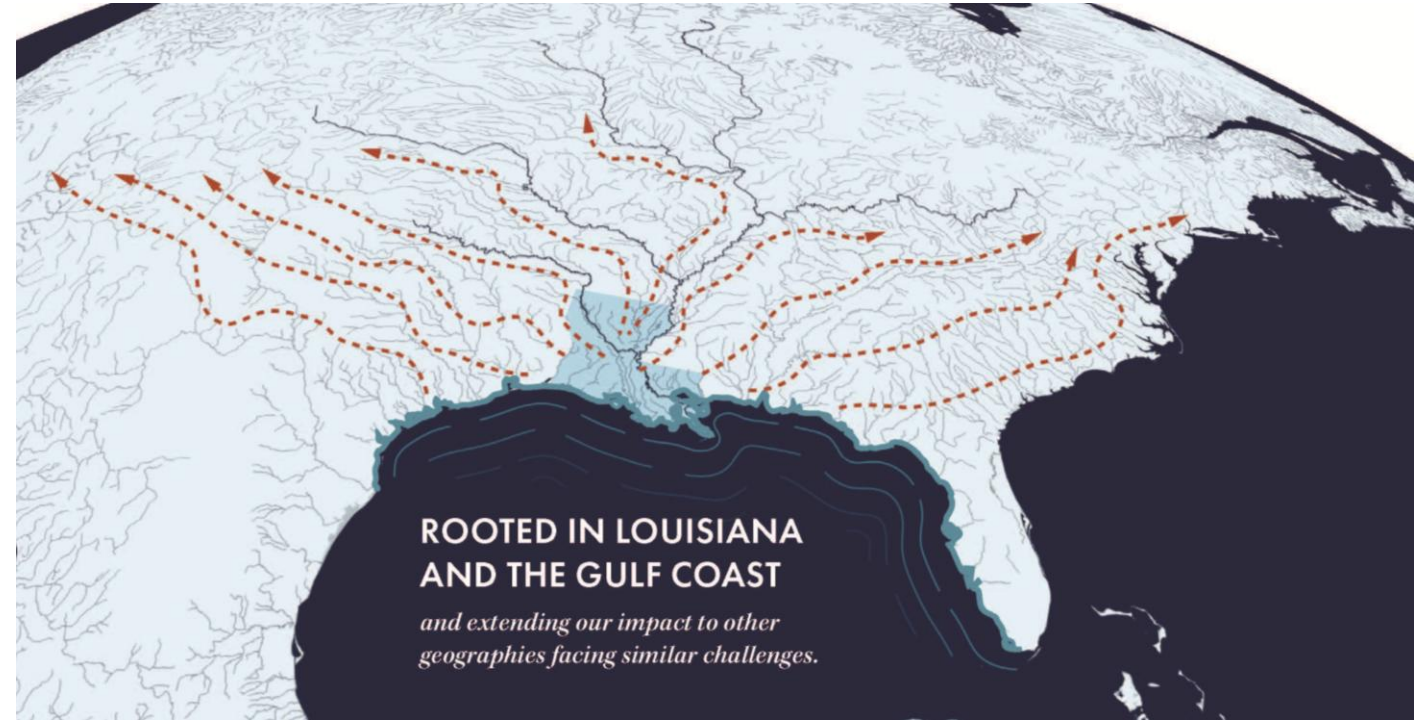 ROOTED IN LOUISIANA
AND THE GULF COAST
and extending our impact to other
geographies facing similar challenges.